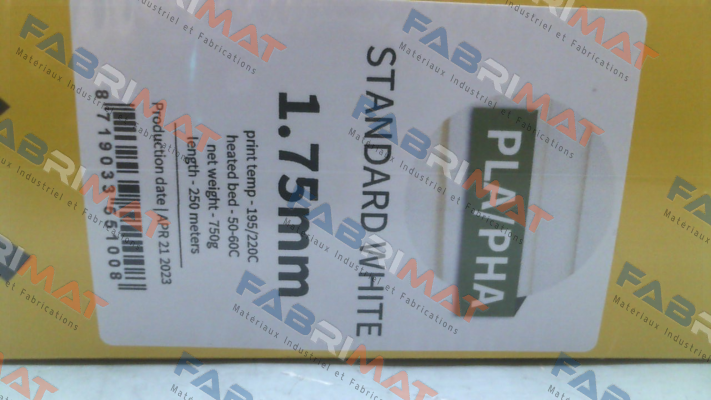 PLA/PHA
STANDARD WHITE
1.75mm
print temp - 195/220C
heated bed - 50-60C
net weight - 750g
length - 250 meters
Production date | APR 21 2023
8719033551008
FABRIMAT
Materiaux Industriel et Fabrications